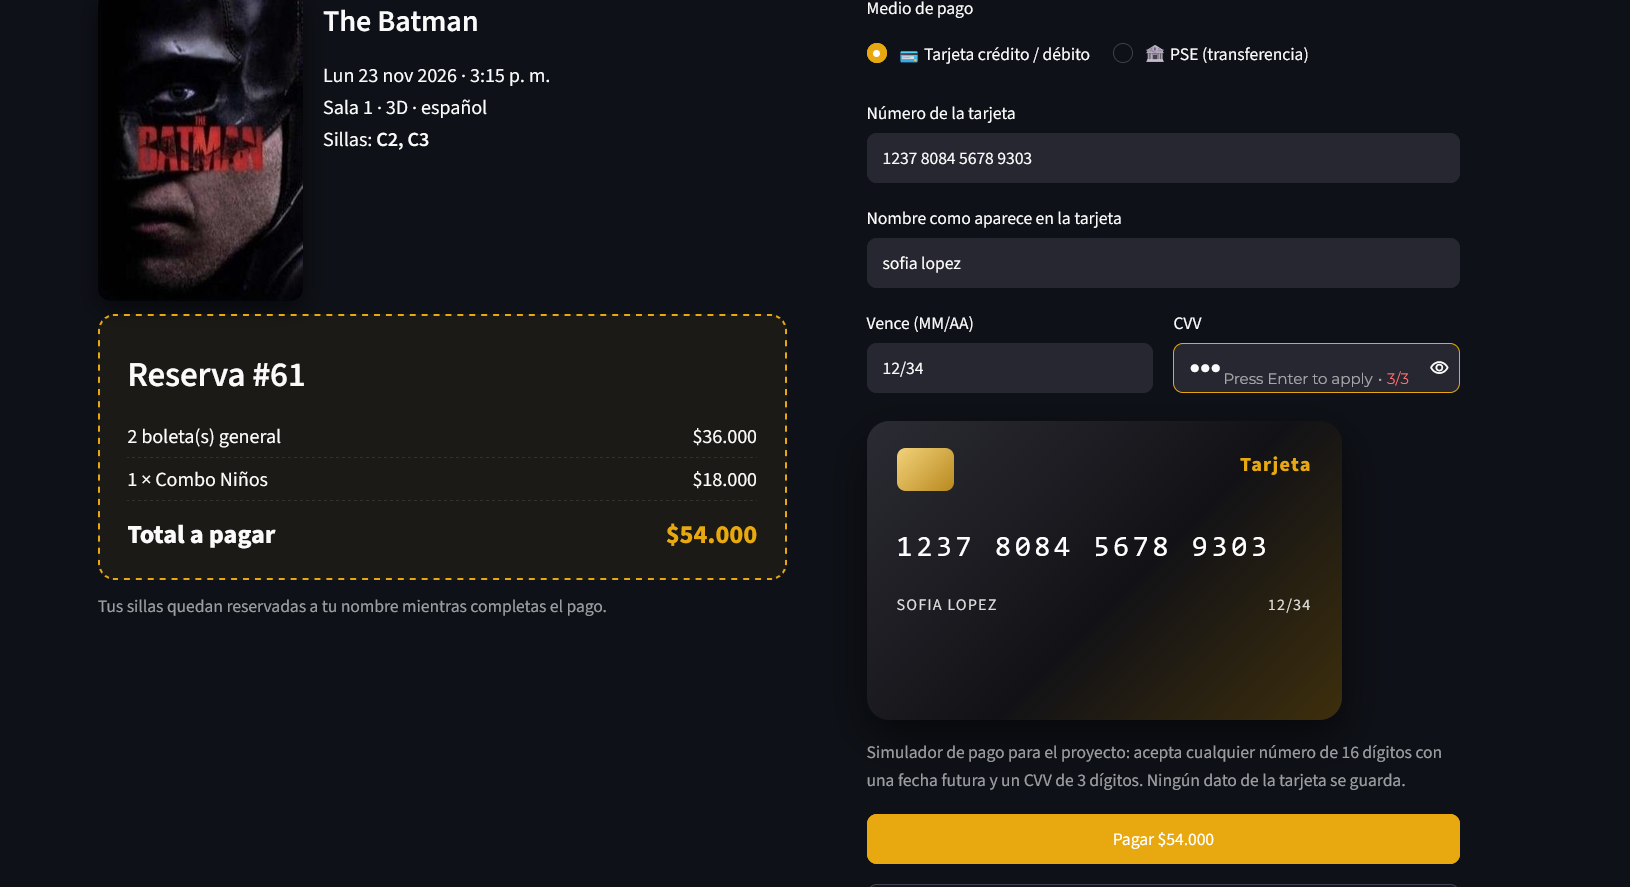 The Batman
Lun 23 nov 2026 · 3:15 p. m.
Sala 1 · 3D · español
Sillas: C2, C3
THE
BATMAN
Reserva #61
2 boleta(s) general $36.000
1 × Combo Niños $18.000
Total a pagar $54.000
Tus sillas quedan reservadas a tu nombre mientras completas el pago.
Medio de pago
💳 Tarjeta crédito / débito 🏦 PSE (transferencia)
Número de la tarjeta
1237 8084 5678 9303
Nombre como aparece en la tarjeta
sofia lopez
Vence (MM/AA) CVV
12/34 ●●● Press Enter to apply · 3/3
Tarjeta
1237 8084 5678 9303
SOFIA LOPEZ 12/34
Simulador de pago para el proyecto: acepta cualquier número de 16 dígitos con
una fecha futura y un CVV de 3 dígitos. Ningún dato de la tarjeta se guarda.
Pagar $54.000